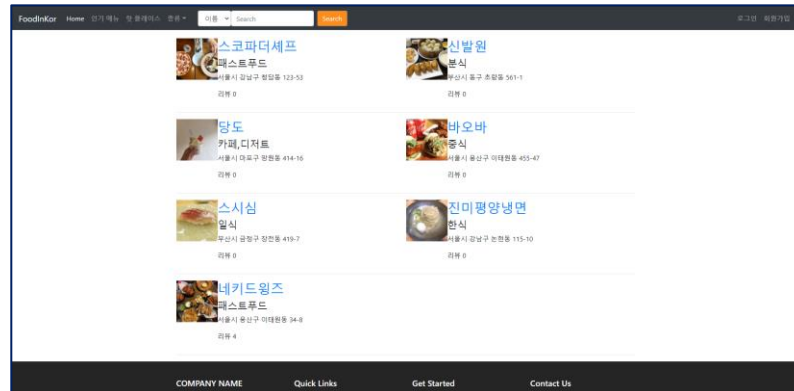 FoodInKor Home 인기 메뉴 핫 플레이스 종류 이름 Search Search 로그인 회원가입
스코파더셰프
패스트푸드
서울시 강남구 청담동 123-53
리뷰 0
신발원
분식
부산시 동구 초량동 561-1
리뷰 0
당도
카페,디저트
서울시 마포구 망원동 414-16
리뷰 0
바오바
중식
서울시 용산구 이태원동 455-47
리뷰 0
스시심
일식
부산시 금정구 장전동 419-7
리뷰 0
진미평양냉면
한식
서울시 강남구 논현동 115-10
리뷰 0
네키드윙즈
패스트푸드
서울시 용산구 이태원동 34-8
리뷰 4
COMPANY NAME Quick Links Get Started Contact Us